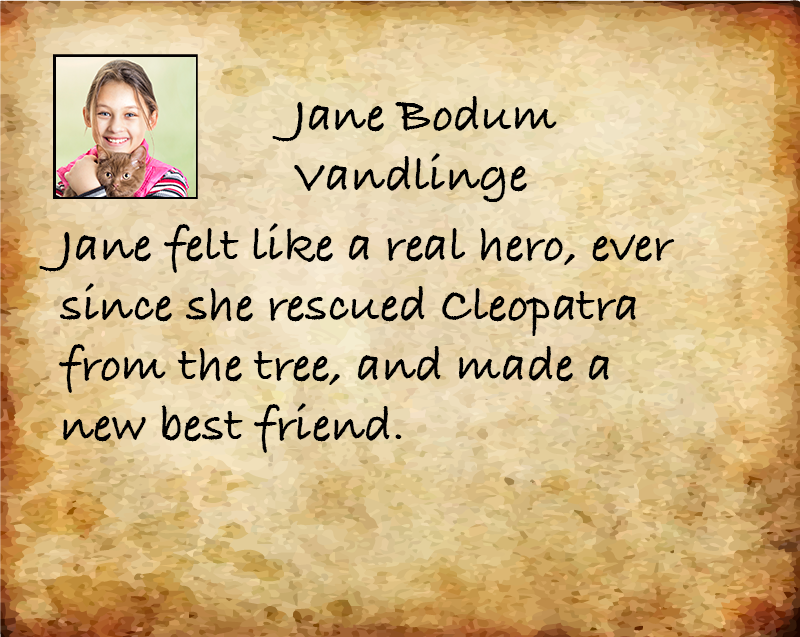 Jane Bodum
Vandlinge
Jane felt like a real hero, ever
since she rescued Cleopatra
from the tree, and made a
new best friend.